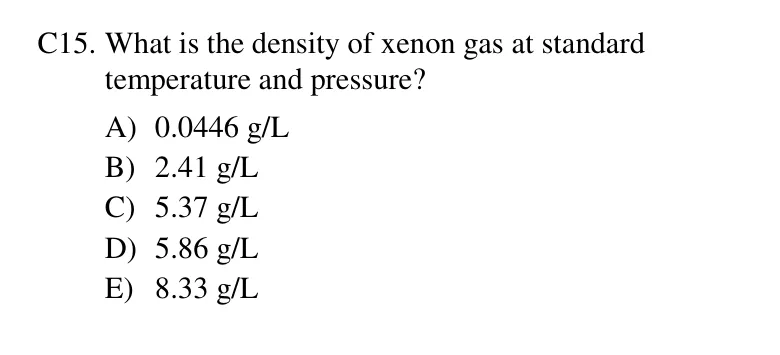 C15. What is the density of xenon gas at standard
temperature and pressure?
A) 0.0446 g/L
B) 2.41 g/L
C) 5.37 g/L
D) 5.86 g/L
E) 8.33 g/L